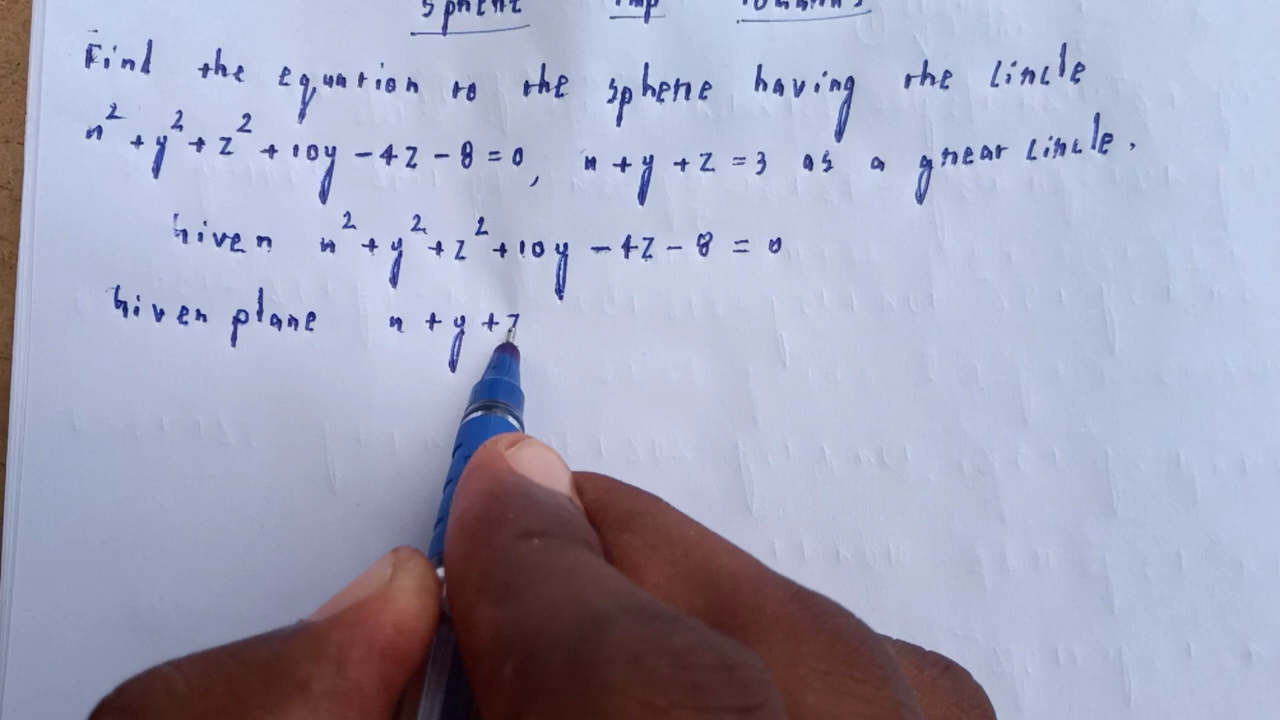 Find the equation to the sphere having the circle
x² + y² + z² + 10y - 4z - 8 = 0, x + y + z = 3 as a great circle.
Given x² + y² + z² + 10y - 4z - 8 = 0
Given plane x + y + z